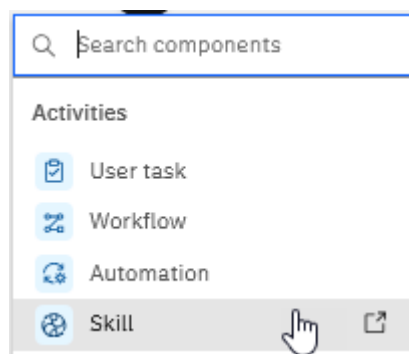 Search components
Activities
User task
Workflow
Automation
Skill